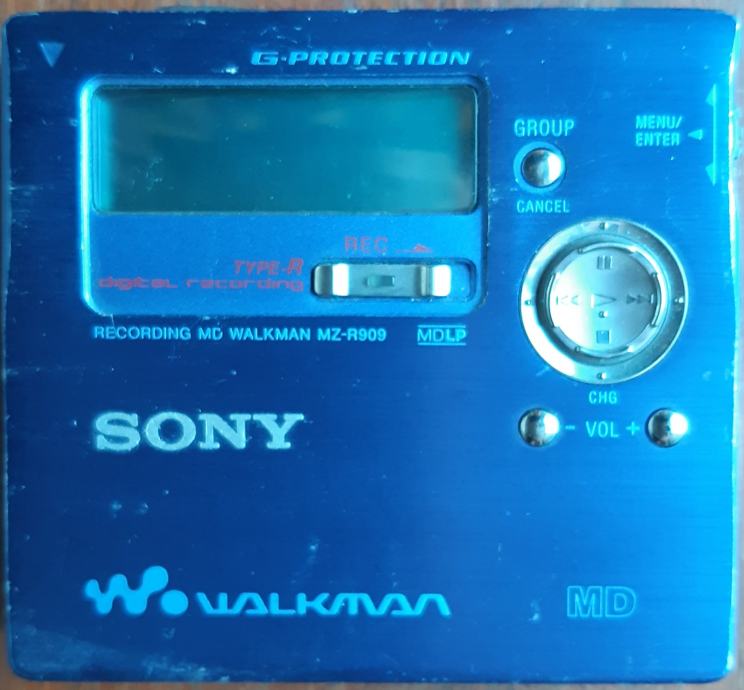 G-PROTECTION
GROUP
MENU/
ENTER
CANCEL
REC
TYPE-R
digital recording
RECORDING MD WALKMAN MZ-R909 MDLP
CHG
- VOL +
SONY
WALKMAN
MD